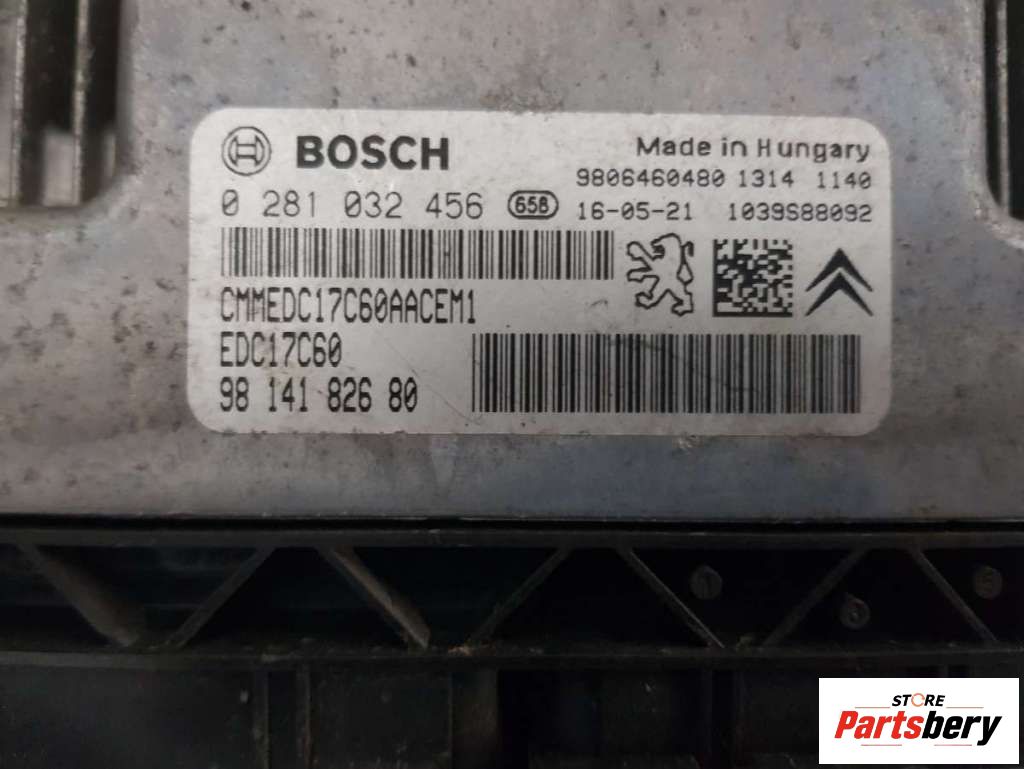 BOSCH
Made in Hungary
9806460480 1314 1140
0 281 032 456 658 16-05-21 1039S88092
CMMEDC17C60AACEM1
EDC17C60
98 141 826 80
STORE
Partsbery